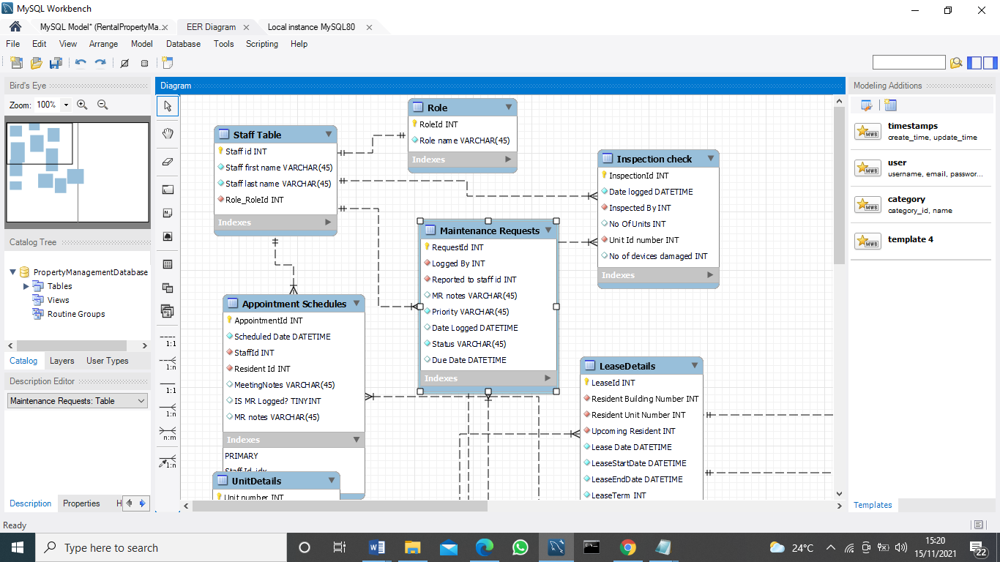 MySQL Workbench
MySQL Model* (RentalPropertyMa...
EER Diagram
Local instance MySQL80
File Edit View Arrange Model Database Tools Scripting Help
Bird's Eye
Zoom: 100%
Catalog Tree
PropertyManagementDatabase
Tables
Views
Routine Groups
Catalog Layers User Types
Description Editor
Maintenance Requests: Table
Description Properties H
Diagram
1:1
1:n
1:1
1:n
n:m
1:n
Role
RoleId INT
Role name VARCHAR(45)
Indexes
Staff Table
Staff id INT
Staff first name VARCHAR(45)
Staff last name VARCHAR(45)
Role_RoleId INT
Indexes
Inspection check
InspectionId INT
Date logged DATETIME
Inspected By INT
No Of Units INT
Unit Id number INT
No of devices damaged INT
Indexes
Maintenance Requests
RequestId INT
Logged By INT
Reported to staff id INT
MR notes VARCHAR(45)
Priority VARCHAR(45)
Date Logged DATETIME
Status VARCHAR(45)
Due Date DATETIME
Indexes
Appointment Schedules
AppointmentId INT
Scheduled Date DATETIME
StaffId INT
Resident Id INT
MeetingNotes VARCHAR(45)
IS MR Logged? TINYINT
MR notes VARCHAR(45)
Indexes
PRIMARY
Staff Id_idx
UnitDetails
Unit number INT
LeaseDetails
LeaseId INT
Resident Building Number INT
Resident Unit Number INT
Upcoming Resident INT
Lease Date DATETIME
LeaseStartDate DATETIME
LeaseEndDate DATETIME
LeaseTerm INT
Modeling Additions
timestamps
create_time, update_time
user
username, email, passwor...
category
category_id, name
template 4
Templates
Ready
Type here to search
24°C
15:20
15/11/2021
22